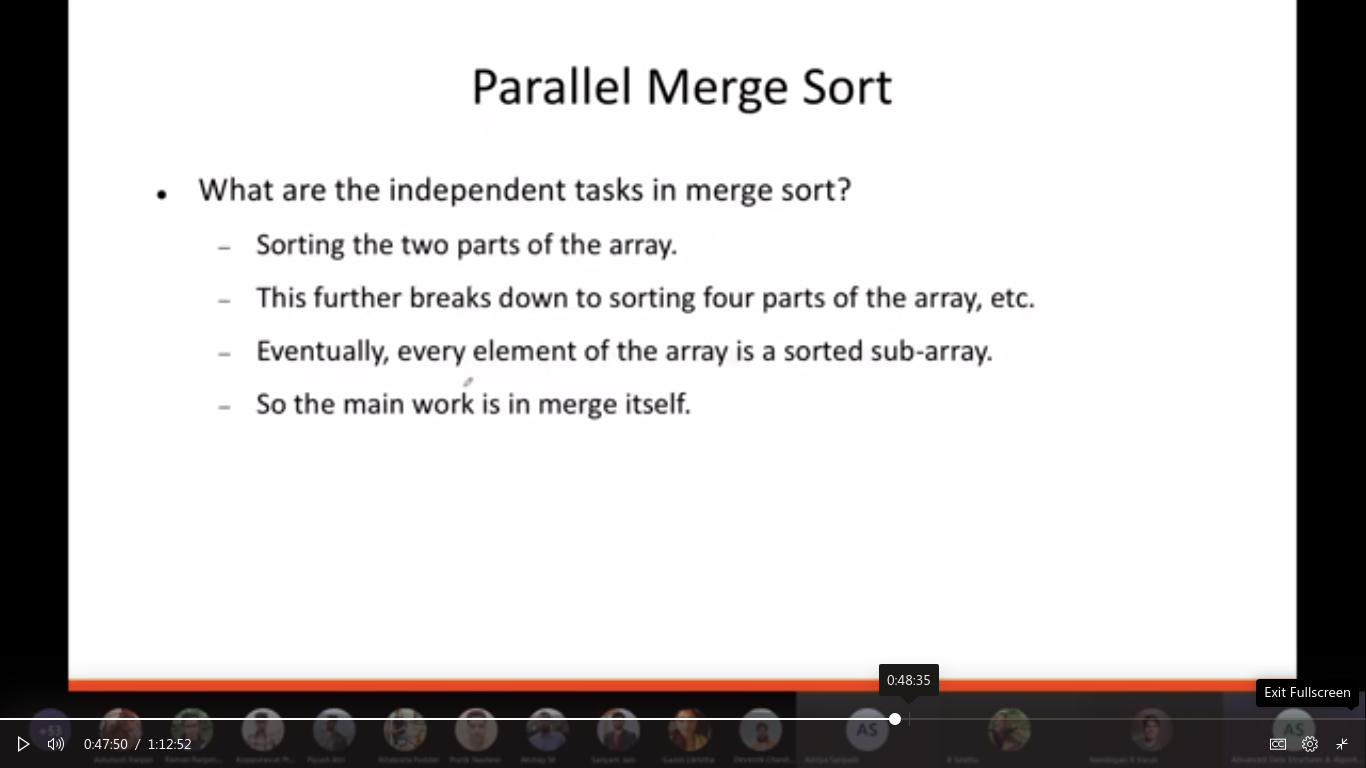 Parallel Merge Sort
• What are the independent tasks in merge sort?
– Sorting the two parts of the array.
– This further breaks down to sorting four parts of the array, etc.
– Eventually, every element of the array is a sorted sub-array.
– So the main work is in merge itself.
0:48:35
Exit Fullscreen
AS
AS
0:47:50 / 1:12:52
CC